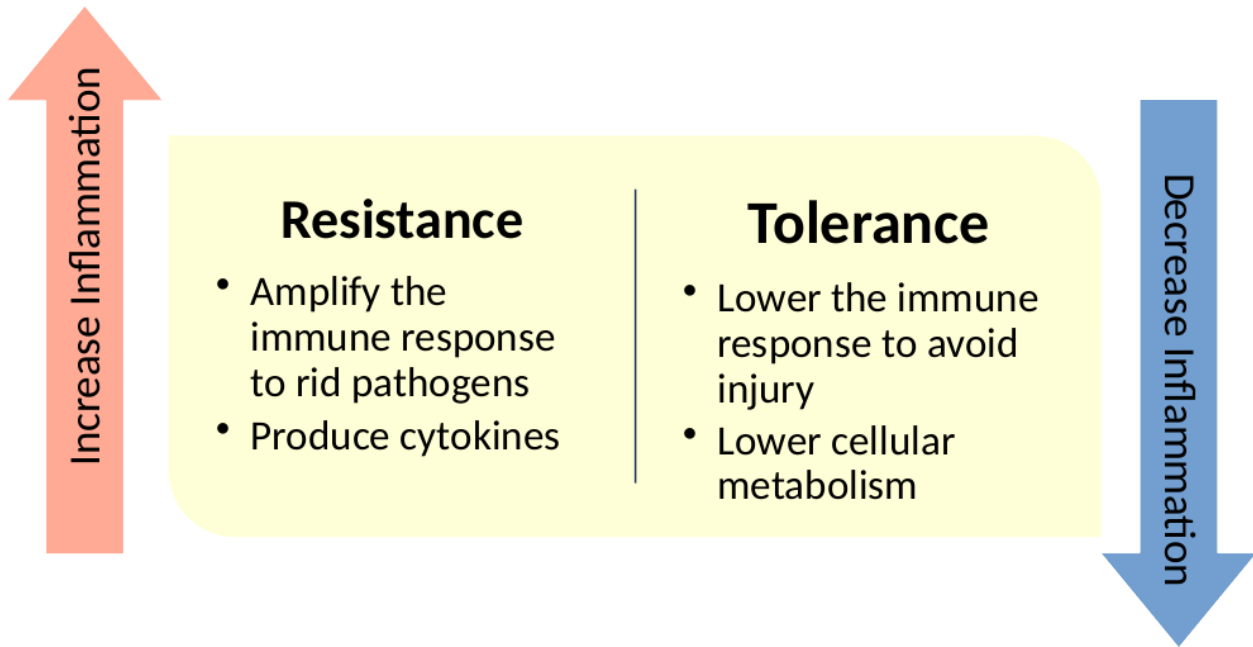 Increase Inflammation
Resistance
• Amplify the
immune response
to rid pathogens
• Produce cytokines
Tolerance
• Lower the immune
response to avoid
injury
• Lower cellular
metabolism
Decrease Inflammation